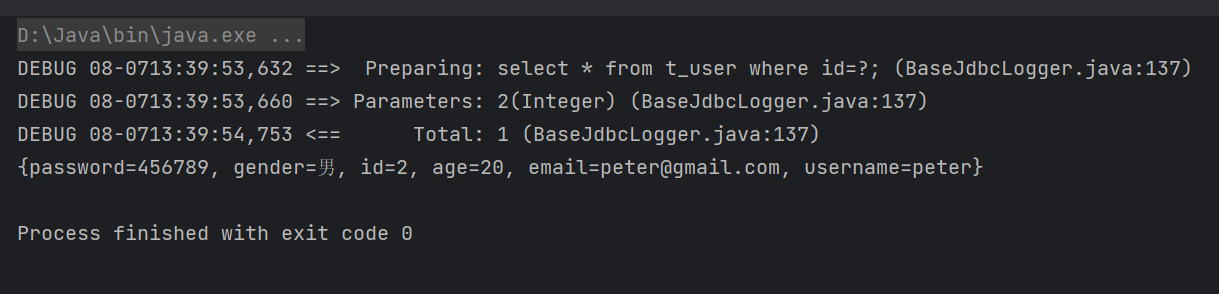 D:\Java\bin\java.exe ...
DEBUG 08-0713:39:53,632 ==>  Preparing: select * from t_user where id=?; (BaseJdbcLogger.java:137)
DEBUG 08-0713:39:53,660 ==> Parameters: 2(Integer) (BaseJdbcLogger.java:137)
DEBUG 08-0713:39:54,753 <==      Total: 1 (BaseJdbcLogger.java:137)
{password=456789, gender=男, id=2, age=20, email=peter@gmail.com, username=peter}
Process finished with exit code 0